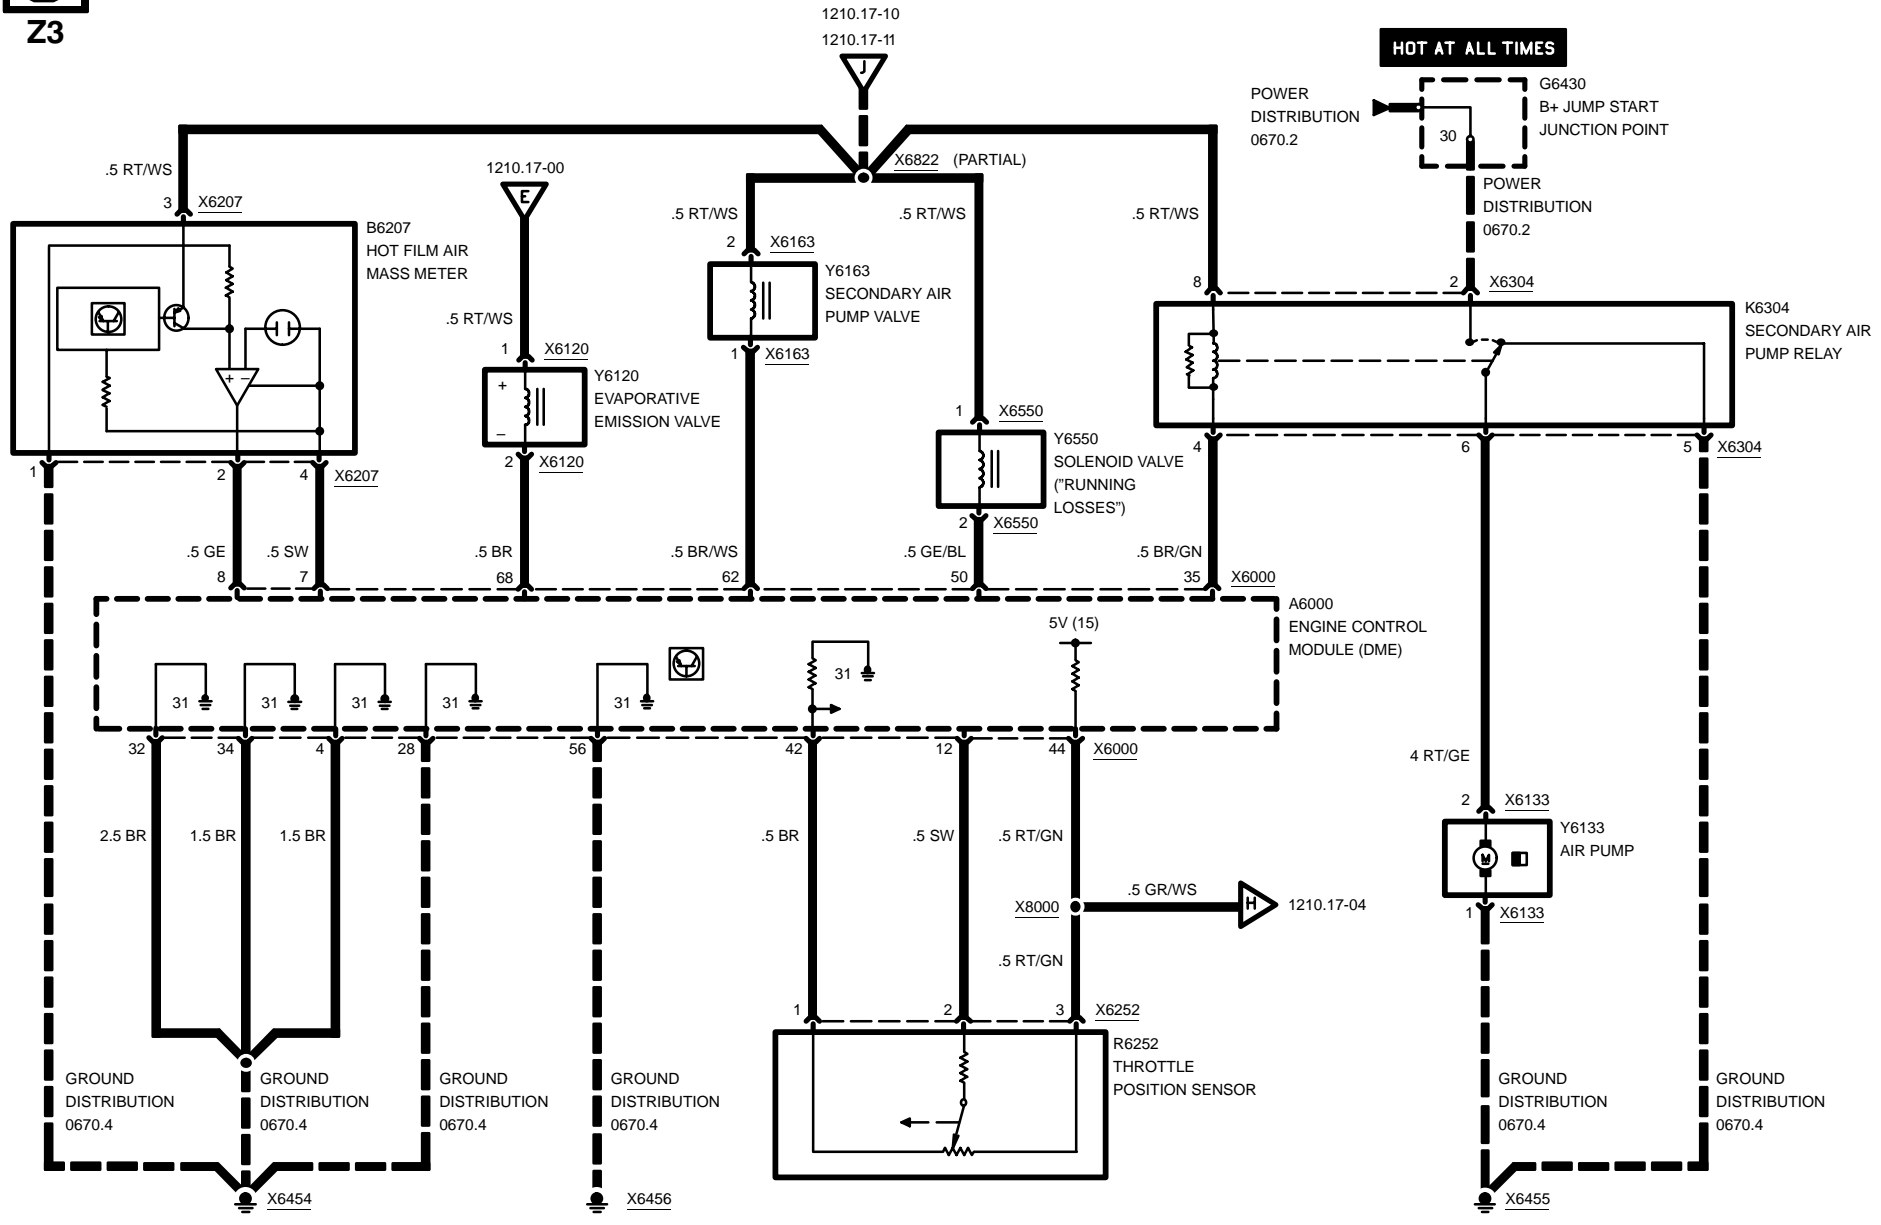 Z3
1210.17-10
1210.17-11
J
HOT AT ALL TIMES
POWER
DISTRIBUTION
0670.2
30
G6430
B+ JUMP START
JUNCTION POINT
POWER
DISTRIBUTION
0670.2
X6822 (PARTIAL)
.5 RT/WS
3 X6207
1210.17-00
E
.5 RT/WS
.5 RT/WS
.5 RT/WS
B6207
HOT FILM AIR
MASS METER
+ –
2 X6163
Y6163
SECONDARY AIR
PUMP VALVE
1 X6163
8
2 X6304
K6304
SECONDARY AIR
PUMP RELAY
.5 RT/WS
1 X6120
+
–
Y6120
EVAPORATIVE
EMISSION VALVE
2 X6120
1 X6550
Y6550
SOLENOID VALVE
("RUNNING
LOSSES")
2 X6550
4
6
5 X6304
1
2
4 X6207
.5 GE
.5 SW
.5 BR
.5 BR/WS
.5 GE/BL
.5 BR/GN
8
7
68
62
50
35 X6000
A6000
ENGINE CONTROL
MODULE (DME)
5V (15)
31
31
31
31
31
31
32
34
4
28
56
42
12
44 X6000
4 RT/GE
2 X6133
Y6133
AIR PUMP
M
1 X6133
2.5 BR
1.5 BR
1.5 BR
.5 BR
.5 SW
.5 RT/GN
X8000
.5 GR/WS
H
1210.17-04
.5 RT/GN
1
2
3 X6252
R6252
THROTTLE
POSITION SENSOR
GROUND
DISTRIBUTION
0670.4
GROUND
DISTRIBUTION
0670.4
GROUND
DISTRIBUTION
0670.4
GROUND
DISTRIBUTION
0670.4
GROUND
DISTRIBUTION
0670.4
GROUND
DISTRIBUTION
0670.4
X6454
X6456
X6455